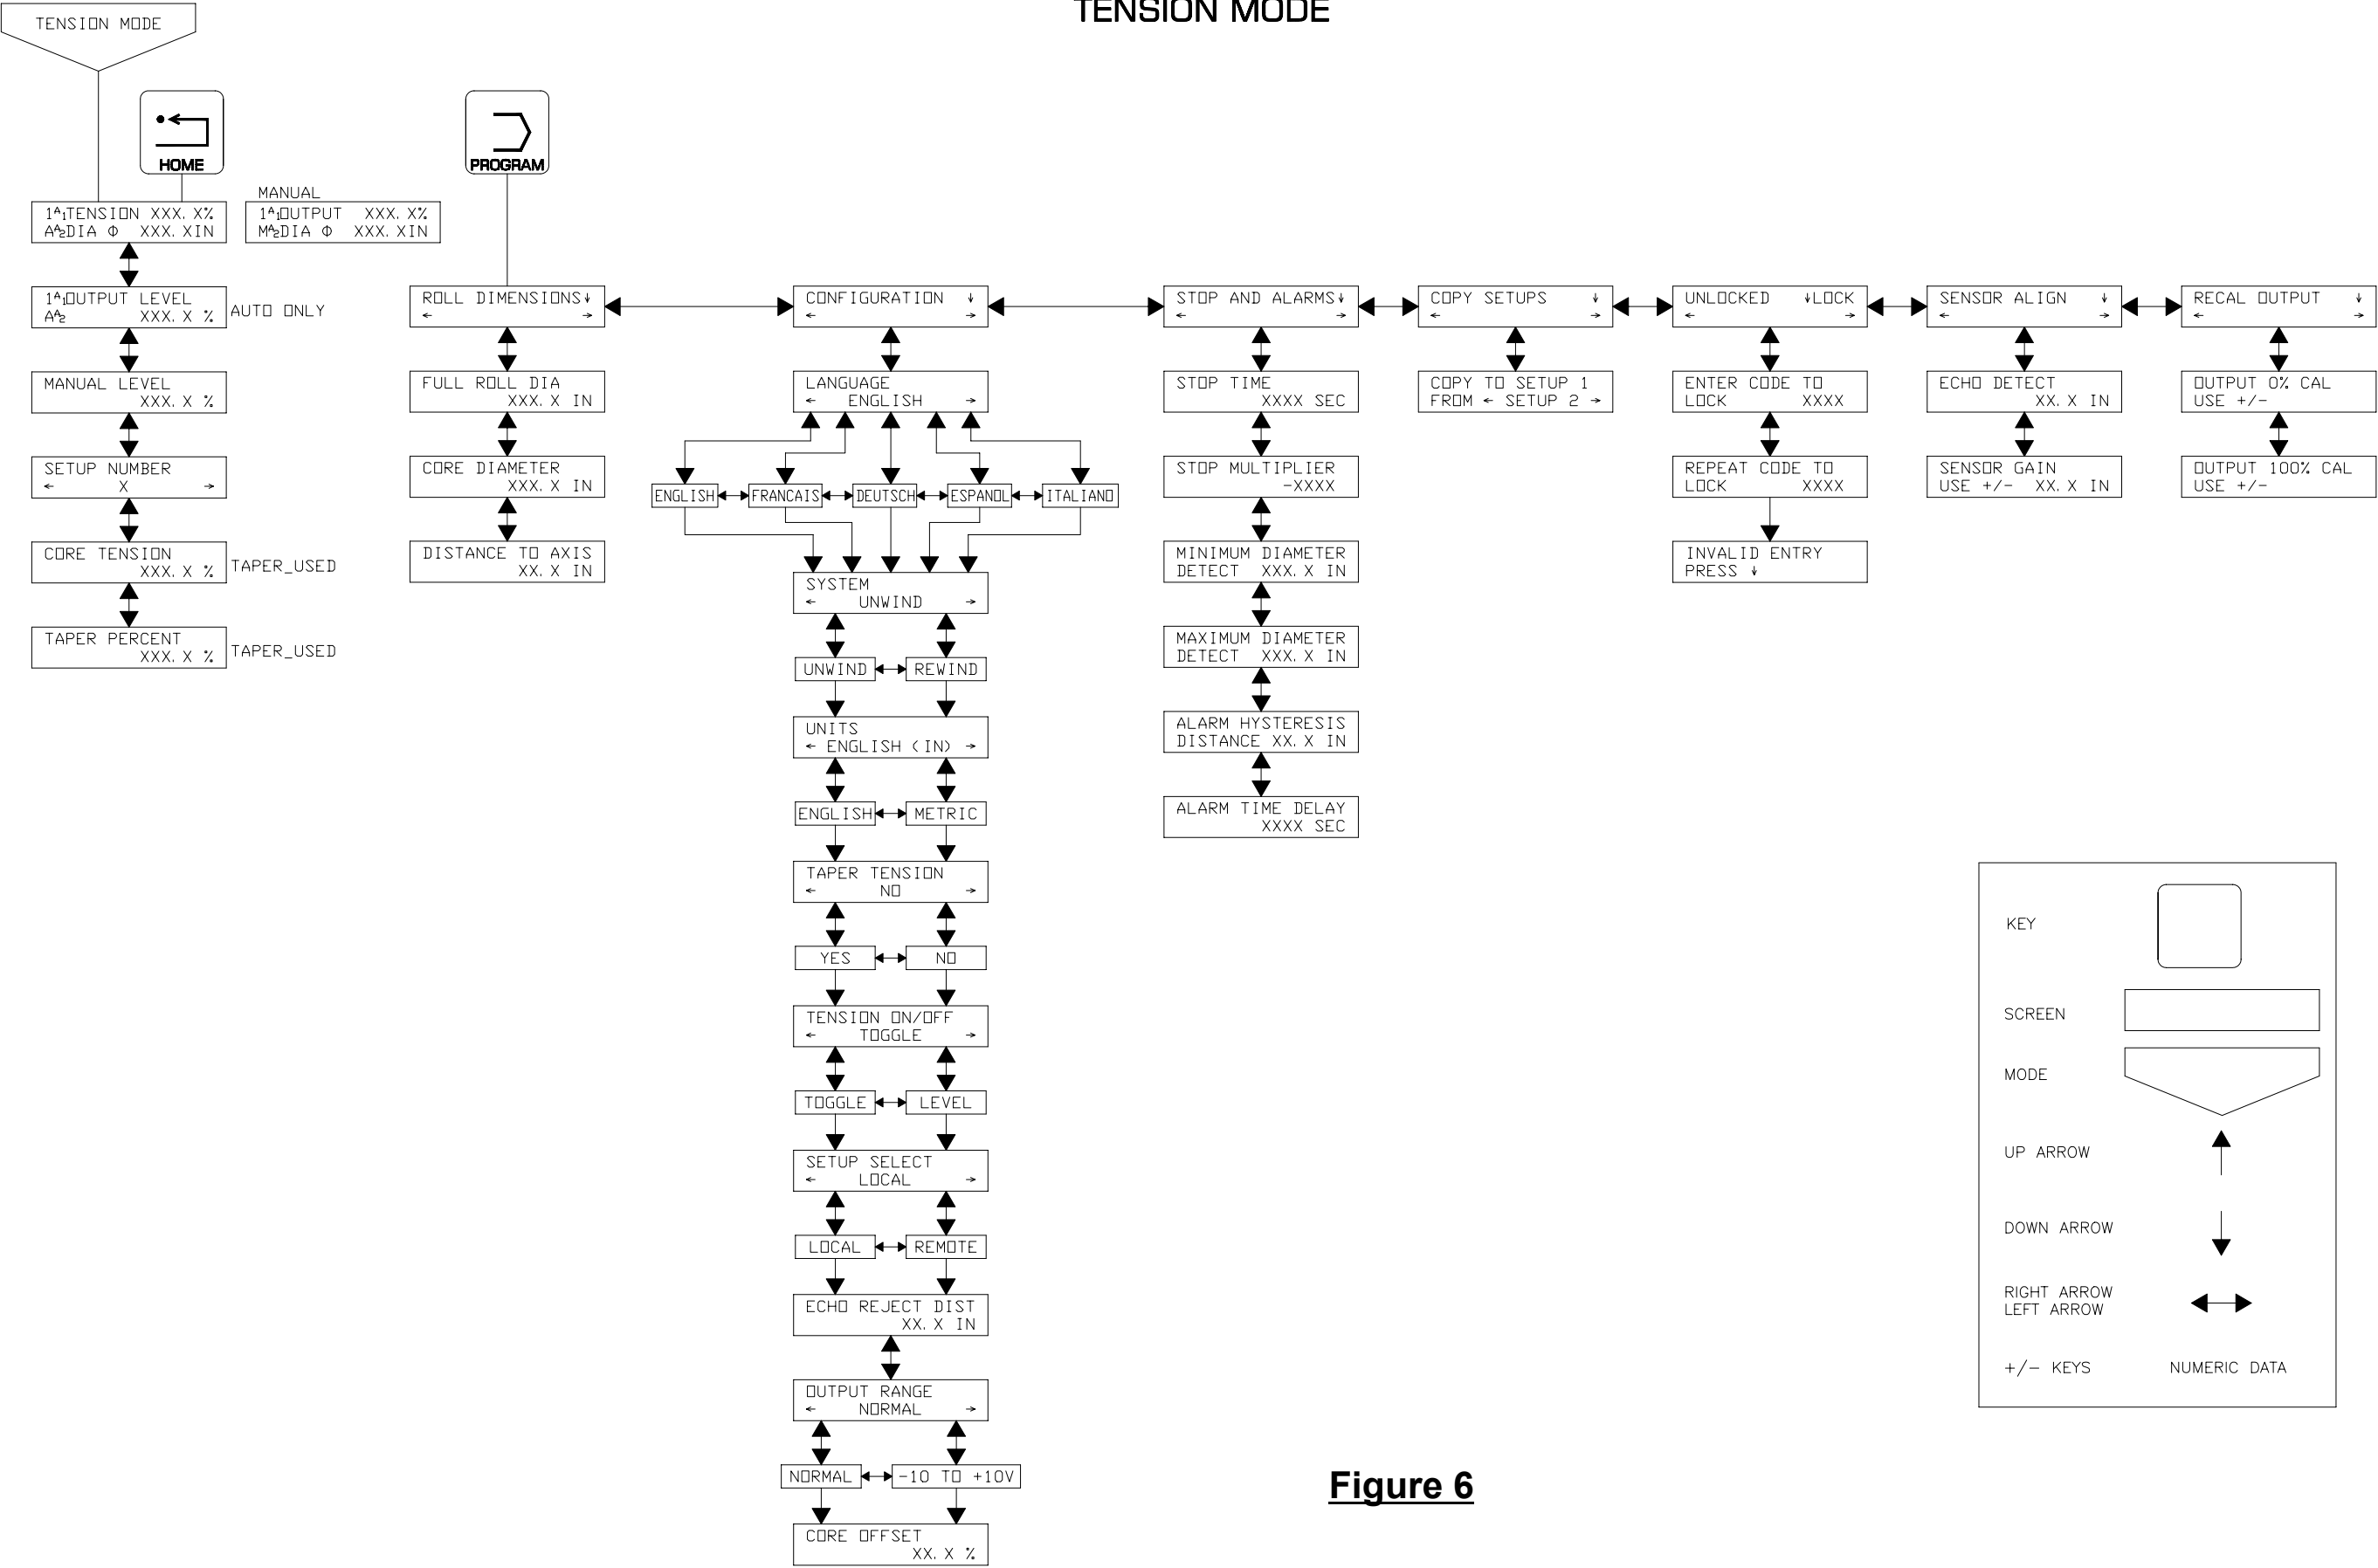 TENSION MODE
TENSION MODE
HOME
PROGRAM
MANUAL
1A1TENSION XXX.X%
AA2DIA Φ XXX.XIN
1A1OUTPUT XXX.X%
MA2DIA Φ XXX.XIN
1A1OUTPUT LEVEL
AA2 XXX.X %
AUTO ONLY
MANUAL LEVEL
XXX.X %
SETUP NUMBER
← X →
CORE TENSION
XXX.X %
TAPER_USED
TAPER PERCENT
XXX.X %
TAPER_USED
ROLL DIMENSIONS↓
← →
FULL ROLL DIA
XXX.X IN
CORE DIAMETER
XXX.X IN
DISTANCE TO AXIS
XX.X IN
CONFIGURATION ↓
← →
LANGUAGE
← ENGLISH →
ENGLISH
FRANCAIS
DEUTSCH
ESPANOL
ITALIANO
SYSTEM
← UNWIND →
UNWIND
REWIND
UNITS
← ENGLISH (IN) →
ENGLISH
METRIC
TAPER TENSION
← NO →
YES
NO
TENSION ON/OFF
← TOGGLE →
TOGGLE
LEVEL
SETUP SELECT
← LOCAL →
LOCAL
REMOTE
ECHO REJECT DIST
XX.X IN
OUTPUT RANGE
← NORMAL →
NORMAL
-10 TO +10V
CORE OFFSET
XX.X %
STOP AND ALARMS↓
← →
STOP TIME
XXXX SEC
STOP MULTIPLIER
-XXXX
MINIMUM DIAMETER
DETECT XXX.X IN
MAXIMUM DIAMETER
DETECT XXX.X IN
ALARM HYSTERESIS
DISTANCE XX.X IN
ALARM TIME DELAY
XXXX SEC
COPY SETUPS ↓
← →
COPY TO SETUP 1
FROM ← SETUP 2 →
UNLOCKED ↓LOCK
← →
ENTER CODE TO
LOCK XXXX
REPEAT CODE TO
LOCK XXXX
INVALID ENTRY
PRESS ↓
SENSOR ALIGN ↓
← →
ECHO DETECT
XX.X IN
SENSOR GAIN
USE +/- XX.X IN
RECAL OUTPUT ↓
← →
OUTPUT 0% CAL
USE +/-
OUTPUT 100% CAL
USE +/-
KEY
SCREEN
MODE
UP ARROW
DOWN ARROW
RIGHT ARROW
LEFT ARROW
+/- KEYS NUMERIC DATA
Figure 6